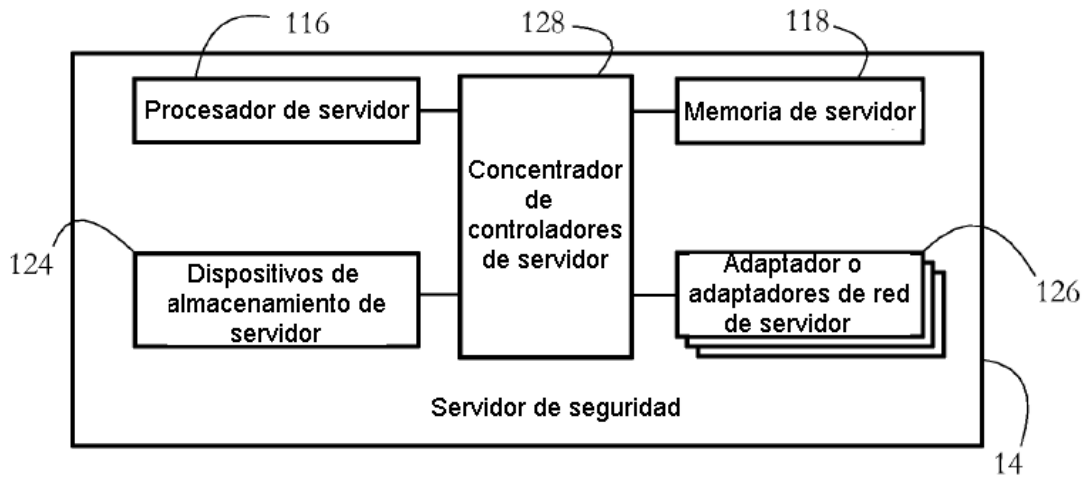 116
128
118
Procesador de servidor
Memoria de servidor
Concentrador
de
controladores
de servidor
124
Dispositivos de
almacenamiento de
servidor
Adaptador o
adaptadores de red
de servidor
126
Servidor de seguridad
14